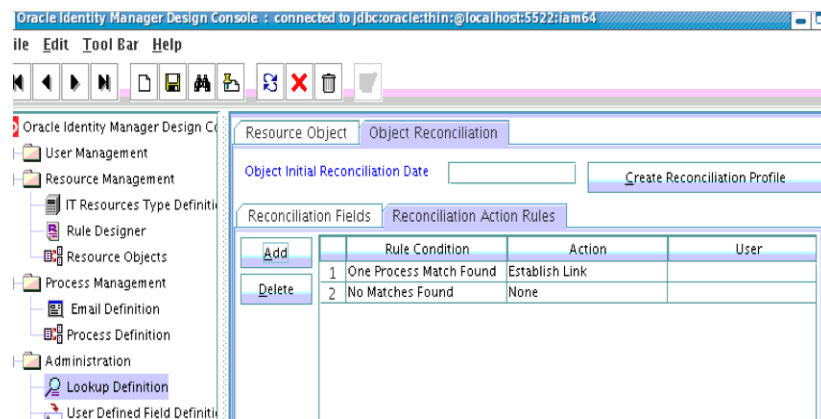 Oracle Identity Manager Design Console : connected to jdbc:oracle:thin:@localhost:5522:iam64
ile Edit Tool Bar Help
Oracle Identity Manager Design Co
User Management
Resource Management
IT Resources Type Definiti
Rule Designer
Resource Objects
Process Management
Email Definition
Process Definition
Administration
Lookup Definition
User Defined Field Definiti
Resource Object Object Reconciliation
Object Initial Reconciliation Date Create Reconciliation Profile
Reconciliation Fields Reconciliation Action Rules
Add
Delete
Rule Condition Action User
1 One Process Match Found Establish Link
2 No Matches Found None